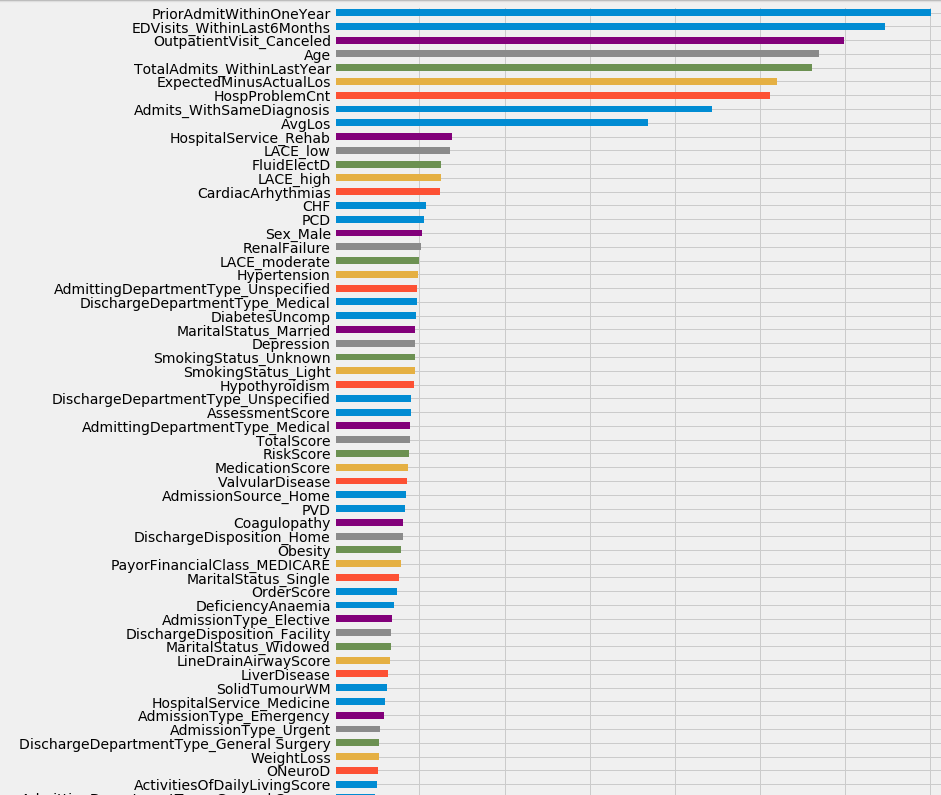 PriorAdmitWithinOneYear
EDVisits_WithinLast6Months
OutpatientVisit_Canceled
Age
TotalAdmits_WithinLastYear
ExpectedMinusActualLos
HospProblemCnt
Admits_WithSameDiagnosis
AvgLos
HospitalService_Rehab
LACE_low
FluidElectD
LACE_high
CardiacArhythmias
CHF
PCD
Sex_Male
RenalFailure
LACE_moderate
Hypertension
AdmittingDepartmentType_Unspecified
DischargeDepartmentType_Medical
DiabetesUncomp
MaritalStatus_Married
Depression
SmokingStatus_Unknown
SmokingStatus_Light
Hypothyroidism
DischargeDepartmentType_Unspecified
AssessmentScore
AdmittingDepartmentType_Medical
TotalScore
RiskScore
MedicationScore
ValvularDisease
AdmissionSource_Home
PVD
Coagulopathy
DischargeDisposition_Home
Obesity
PayorFinancialClass_MEDICARE
MaritalStatus_Single
OrderScore
DeficiencyAnaemia
AdmissionType_Elective
DischargeDisposition_Facility
MaritalStatus_Widowed
LineDrainAirwayScore
LiverDisease
SolidTumourWM
HospitalService_Medicine
AdmissionType_Emergency
AdmissionType_Urgent
DischargeDepartmentType_General Surgery
WeightLoss
ONeuroD
ActivitiesOfDailyLivingScore